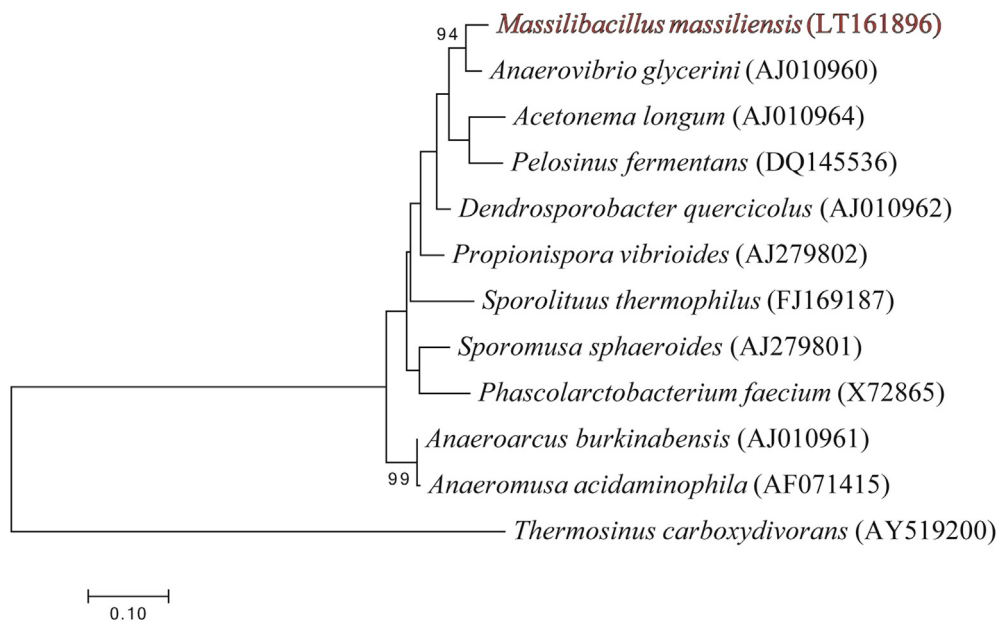 94
Massilibacillus massiliensis (LT161896)
Anaerovibrio glycerini (AJ010960)
Acetonema longum (AJ010964)
Pelosinus fermentans (DQ145536)
Dendrosporobacter quercicolus (AJ010962)
Propionispora vibrioides (AJ279802)
Sporolituus thermophilus (FJ169187)
Sporomusa sphaeroides (AJ279801)
Phascolarctobacterium faecium (X72865)
Anaeroarcus burkinabensis (AJ010961)
99
Anaeromusa acidaminophila (AF071415)
Thermosinus carboxydivorans (AY519200)
0.10